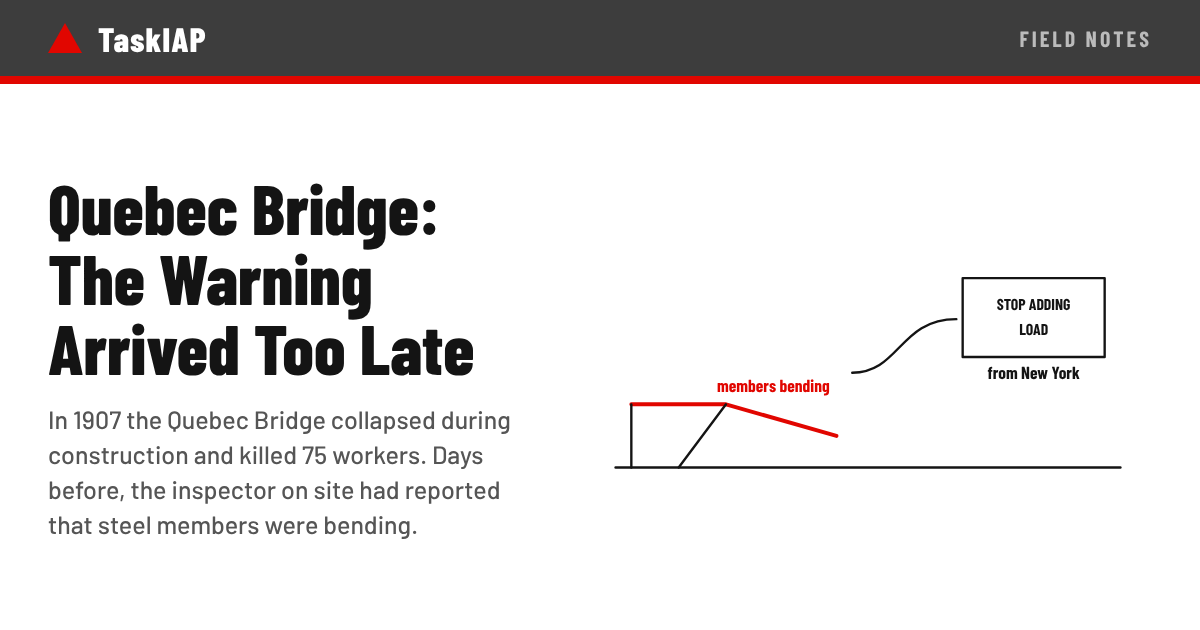 TaskIAP
FIELD NOTES
Quebec Bridge:
The Warning
Arrived Too Late
In 1907 the Quebec Bridge collapsed during
construction and killed 75 workers. Days
before, the inspector on site had reported
that steel members were bending.
STOP ADDING
LOAD
from New York
members bending